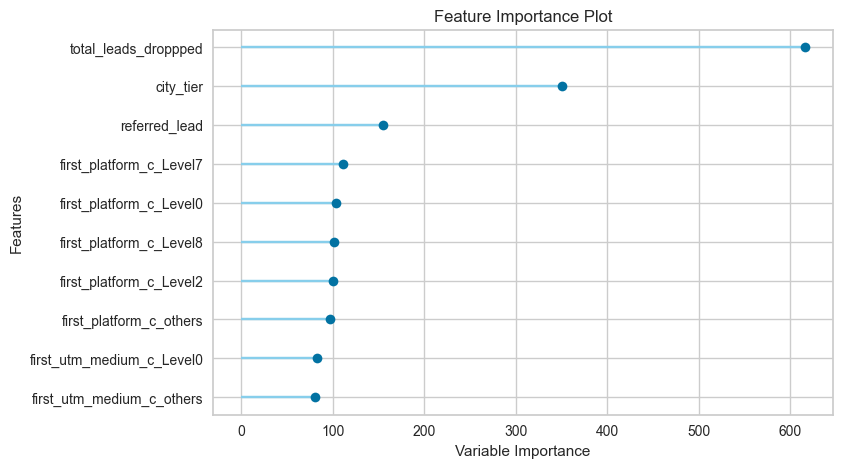 Feature Importance Plot
total_leads_droppped
city_tier
referred_lead
first_platform_c_Level7
first_platform_c_Level0
first_platform_c_Level8
first_platform_c_Level2
first_platform_c_others
first_utm_medium_c_Level0
first_utm_medium_c_others
Features
0 100 200 300 400 500 600
Variable Importance